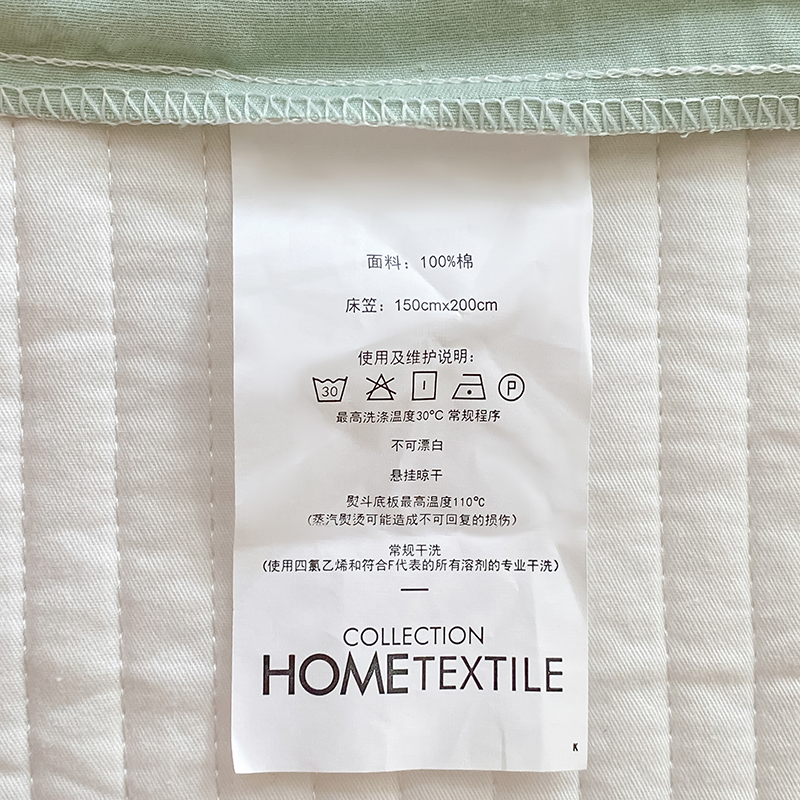 面料：100%棉
床笠：150cmx200cm
使用及维护说明：
30 P
最高洗涤温度30℃ 常规程序
不可漂白
悬挂晾干
熨斗底板最高温度110℃
(蒸汽熨烫可能造成不可回复的损伤)
常规干洗
(使用四氯乙烯和符合F代表的所有溶剂的专业干洗)
COLLECTION
HOMETEXTILE
K